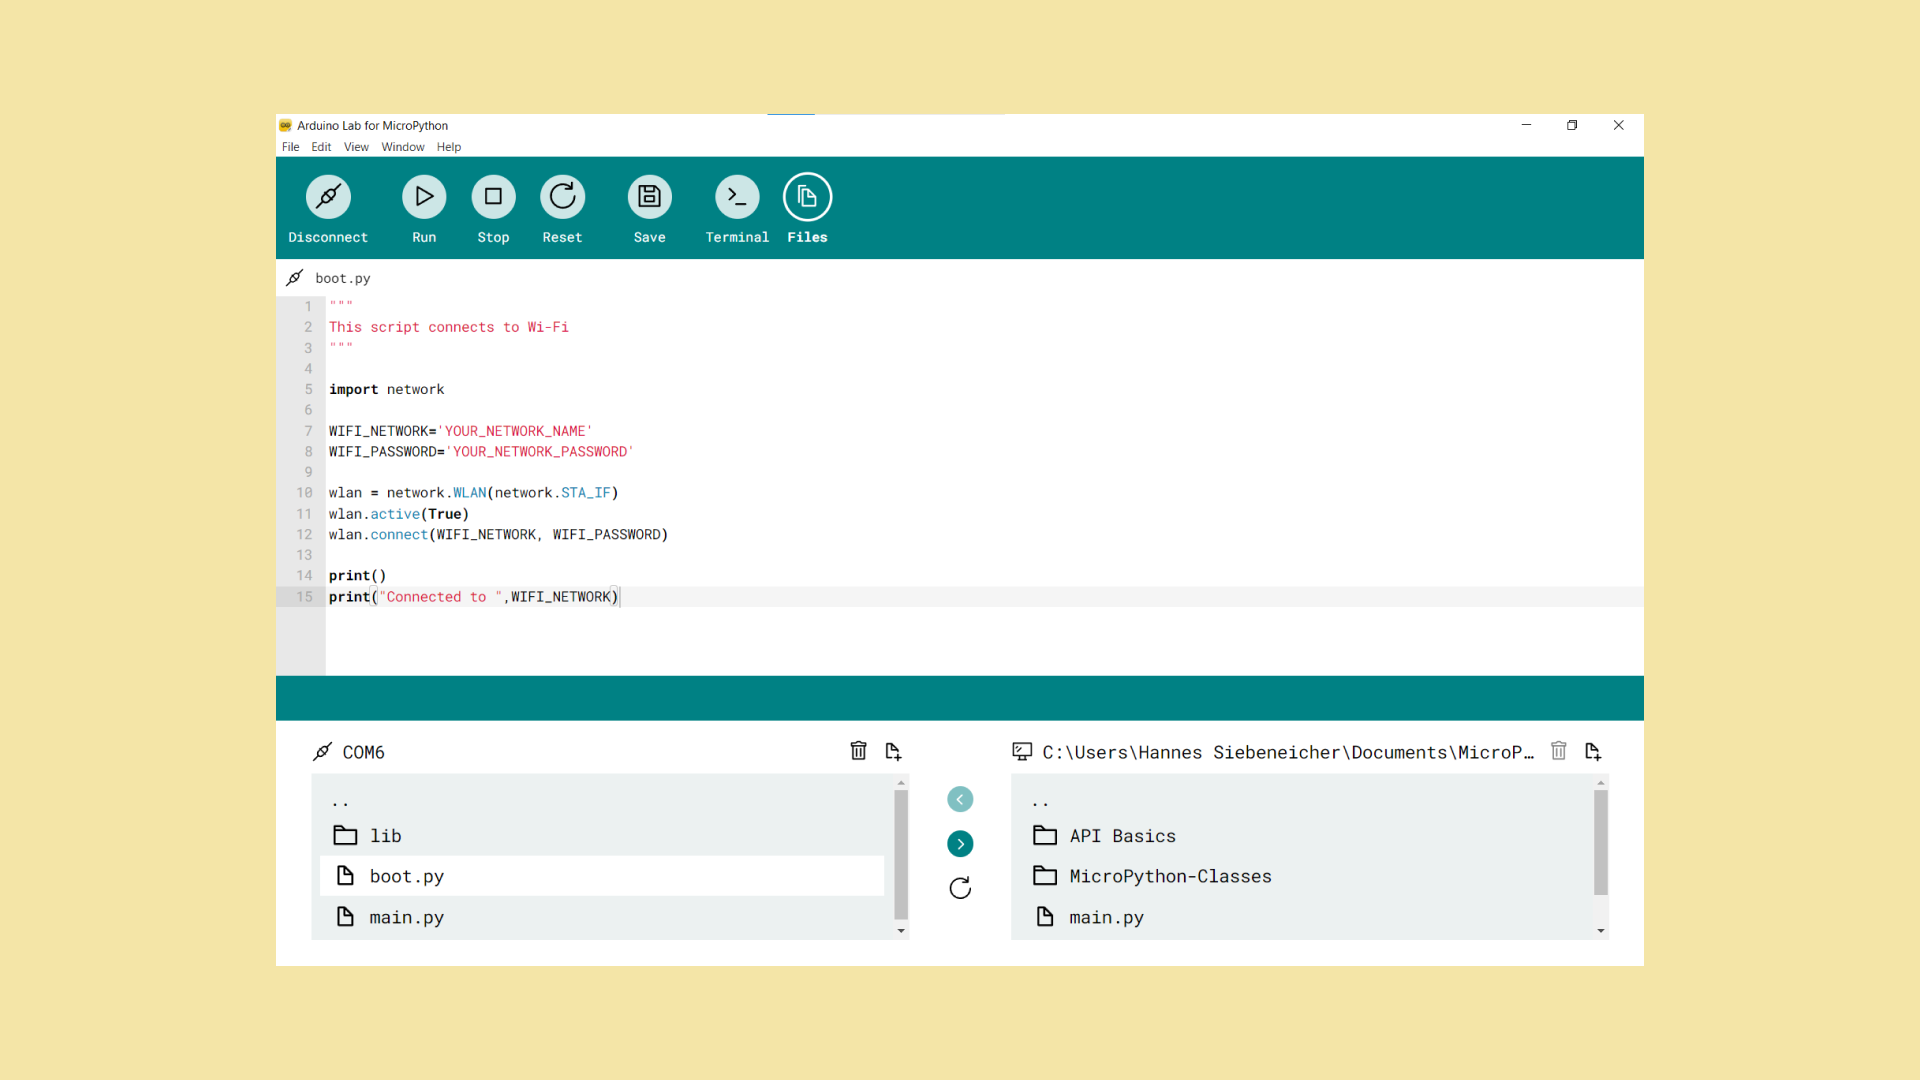 Arduino Lab for MicroPython
File Edit View Window Help
Disconnect Run Stop Reset Save Terminal Files
boot.py
1 """
2 This script connects to Wi-Fi
3 """
4
5 import network
6
7 WIFI_NETWORK='YOUR_NETWORK_NAME'
8 WIFI_PASSWORD='YOUR_NETWORK_PASSWORD'
9
10 wlan = network.WLAN(network.STA_IF)
11 wlan.active(True)
12 wlan.connect(WIFI_NETWORK, WIFI_PASSWORD)
13
14 print()
15 print("Connected to ",WIFI_NETWORK)
COM6
..
lib
boot.py
main.py
C:\Users\Hannes Siebeneicher\Documents\MicroP…
..
API Basics
MicroPython-Classes
main.py